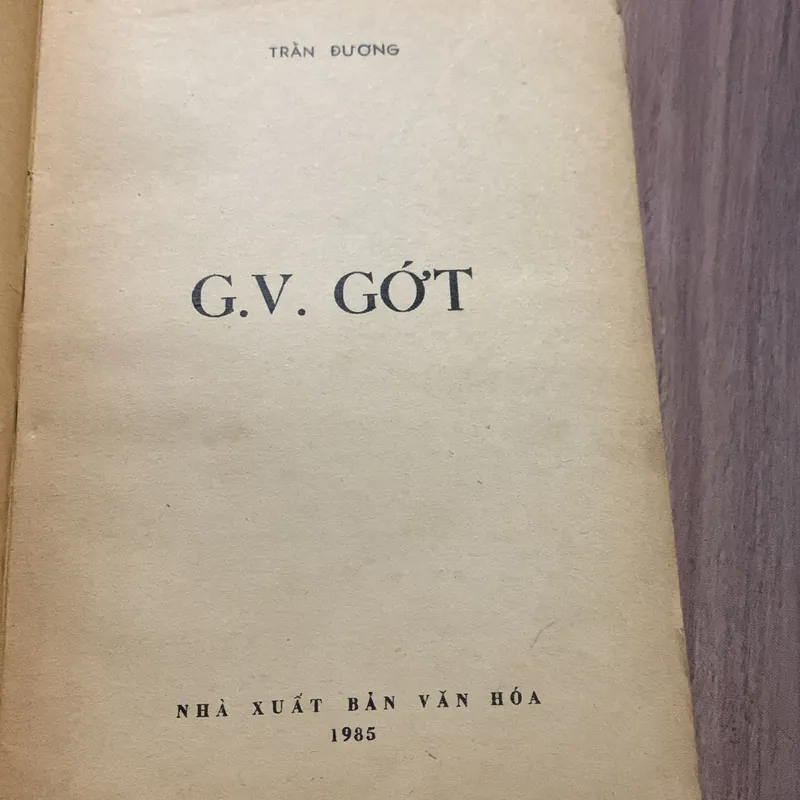 TRẦN ĐƯƠNG
G.V. GỚT
NHÀ XUẤT BẢN VĂN HÓA
1985